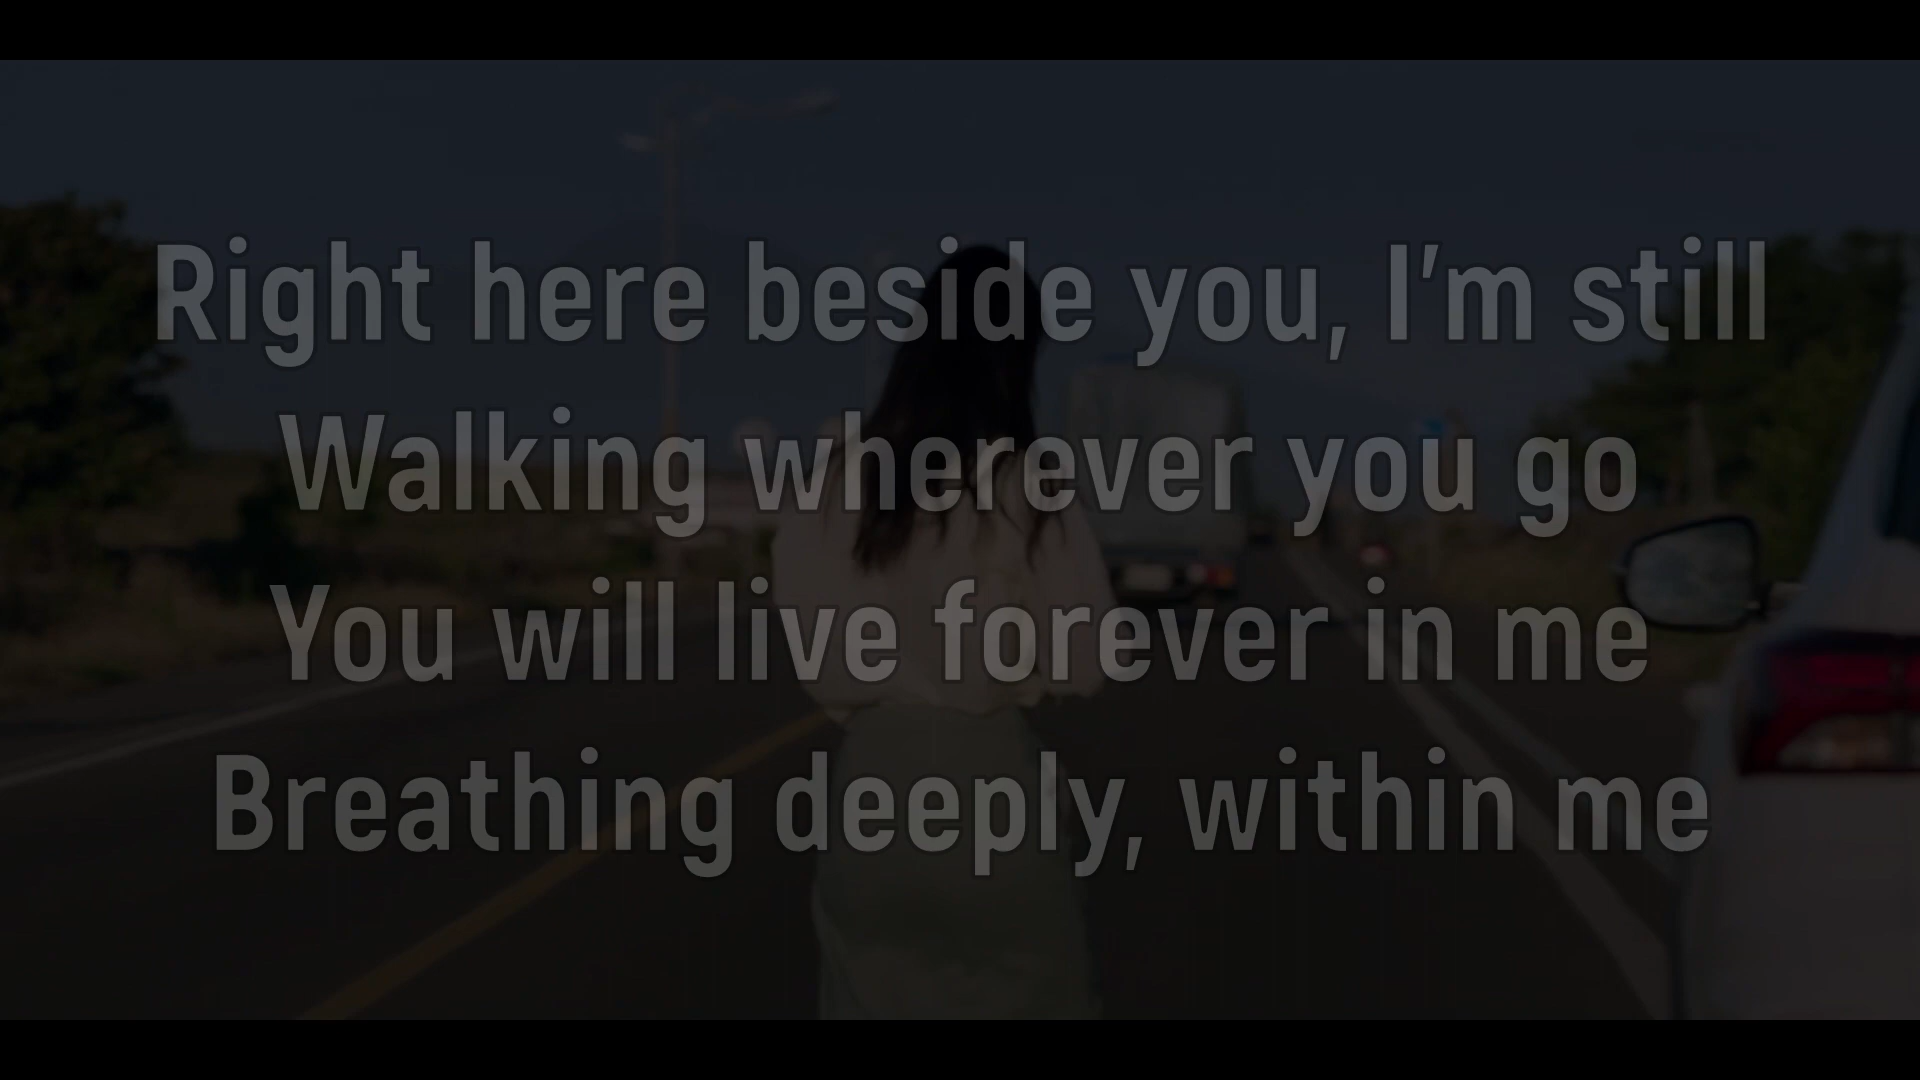 Right here beside you, I'm still
Walking wherever you go
You will live forever in me
Breathing deeply, within me